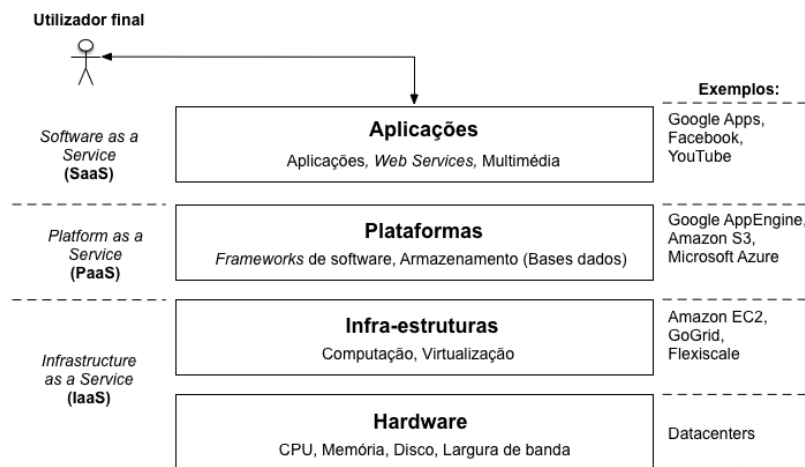 Utilizador final
Exemplos:
Software as a
Service
(SaaS)
Aplicações
Aplicações, Web Services, Multimédia
Google Apps,
Facebook,
YouTube
Platform as a
Service
(PaaS)
Plataformas
Frameworks de software, Armazenamento (Bases dados)
Google AppEngine,
Amazon S3,
Microsoft Azure
Infrastructure
as a Service
(IaaS)
Infra-estruturas
Computação, Virtualização
Amazon EC2,
GoGrid,
Flexiscale
Hardware
CPU, Memória, Disco, Largura de banda
Datacenters